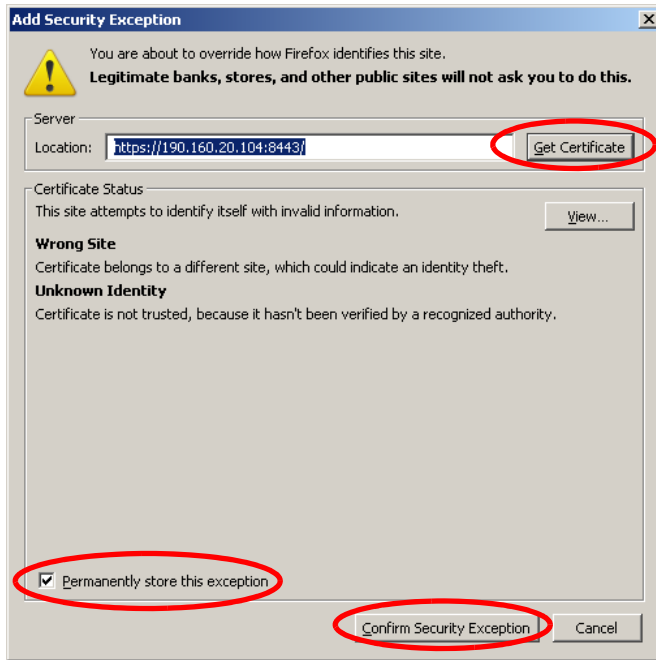 Add Security Exception
You are about to override how Firefox identifies this site.
Legitimate banks, stores, and other public sites will not ask you to do this.
Server
Location: https://190.160.20.104:8443/ Get Certificate
Certificate Status
This site attempts to identify itself with invalid information. View...
Wrong Site
Certificate belongs to a different site, which could indicate an identity theft.
Unknown Identity
Certificate is not trusted, because it hasn't been verified by a recognized authority.
Permanently store this exception
Confirm Security Exception Cancel